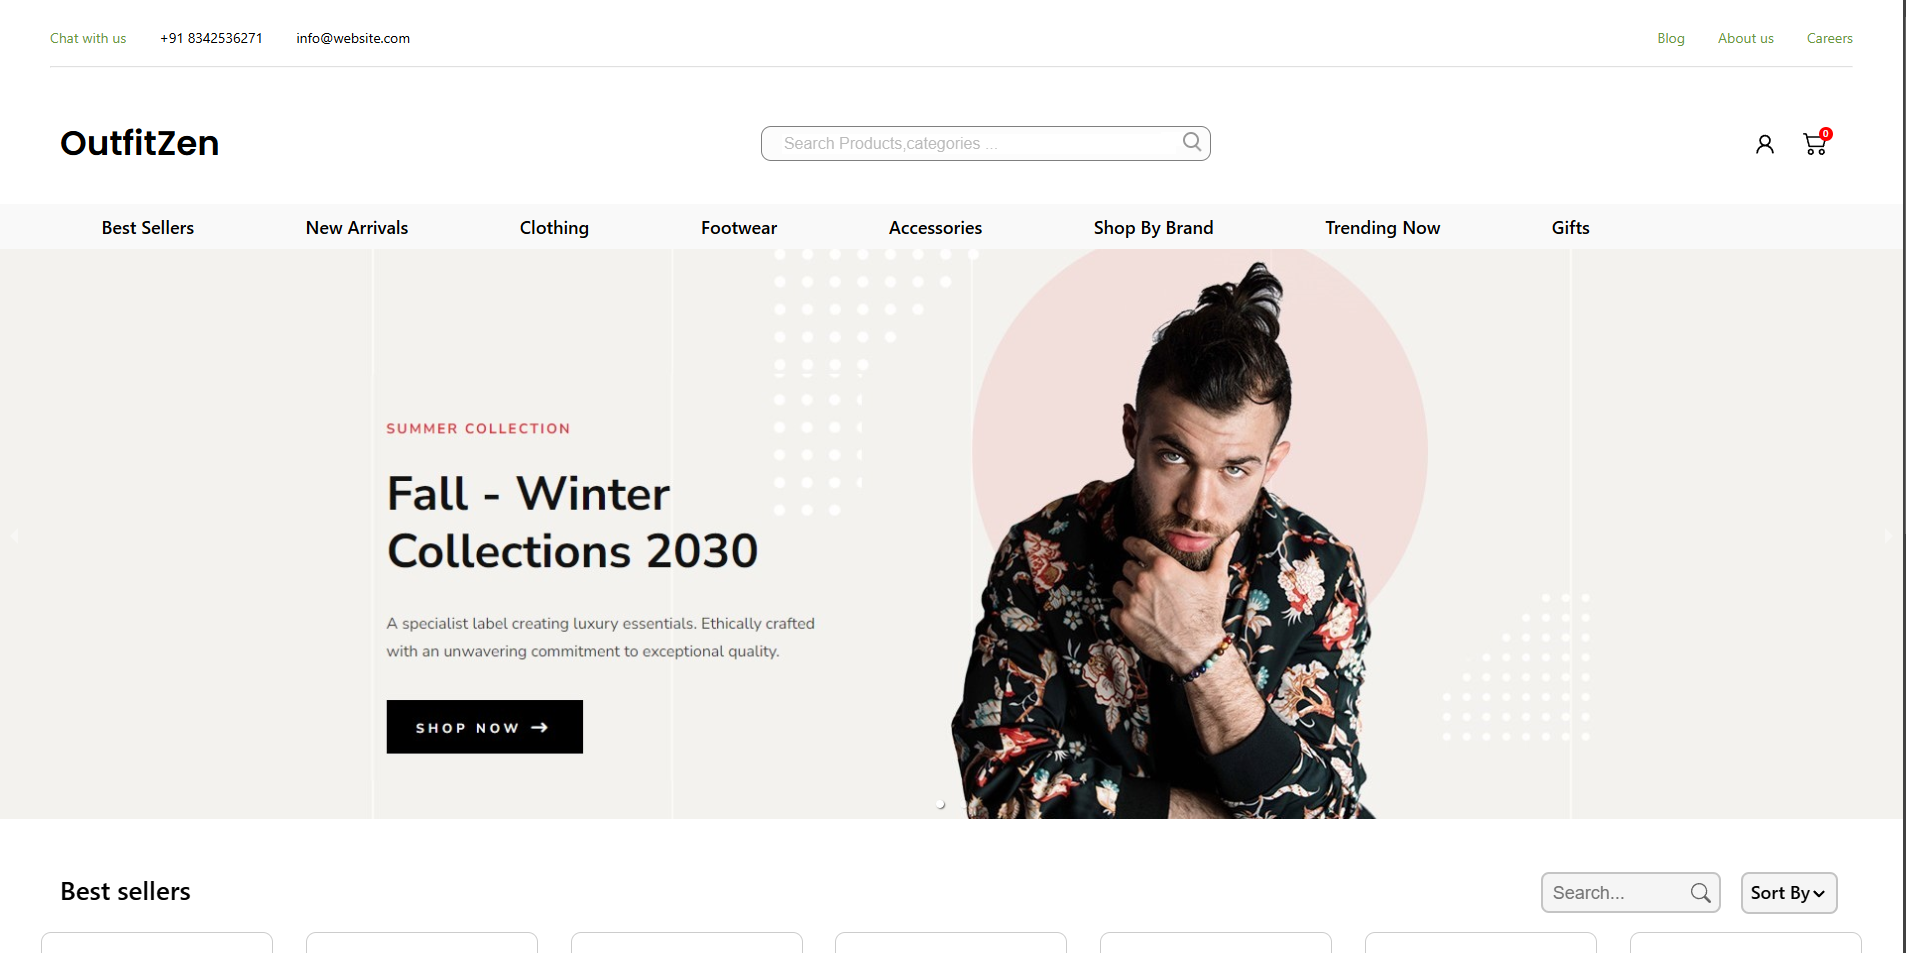 Chat with us +91 8342536271 info@website.com Blog About us Careers
OutfitZen
Search Products,categories ...
0
Best Sellers New Arrivals Clothing Footwear Accessories Shop By Brand Trending Now Gifts
SUMMER COLLECTION
Fall - Winter
Collections 2030
A specialist label creating luxury essentials. Ethically crafted
with an unwavering commitment to exceptional quality.
SHOP NOW →
Best sellers
Search...
Sort By